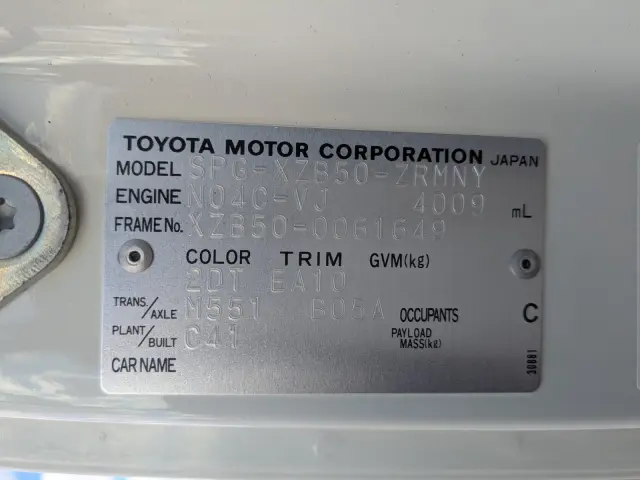 TOYOTA MOTOR CORPORATION JAPAN
MODEL SPG-XZB50-ZRMNY
ENGINE N04C-VJ 4009 mL
FRAME No. XZB50-0061649
COLOR TRIM GVM(kg)
2DT EA10
TRANS./AXLE M551 B05A OCCUPANTS C
PLANT/BUILT C41 PAYLOAD MASS(kg)
CAR NAME
30881